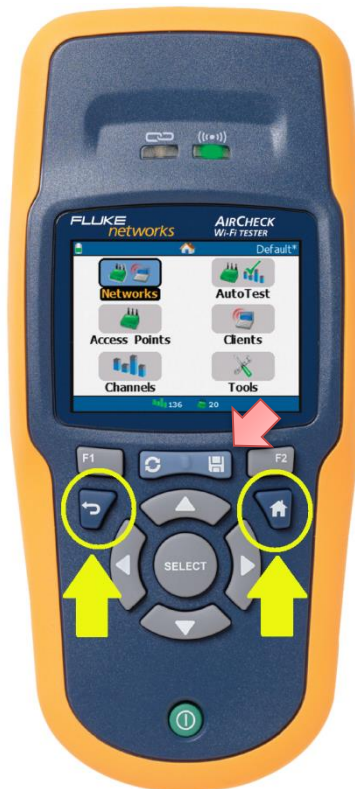 FLUKE
networks
AIRCHECK
Wi-Fi TESTER
Default*
Networks
AutoTest
Access Points
Clients
Channels
Tools
136
20
F1
F2
SELECT